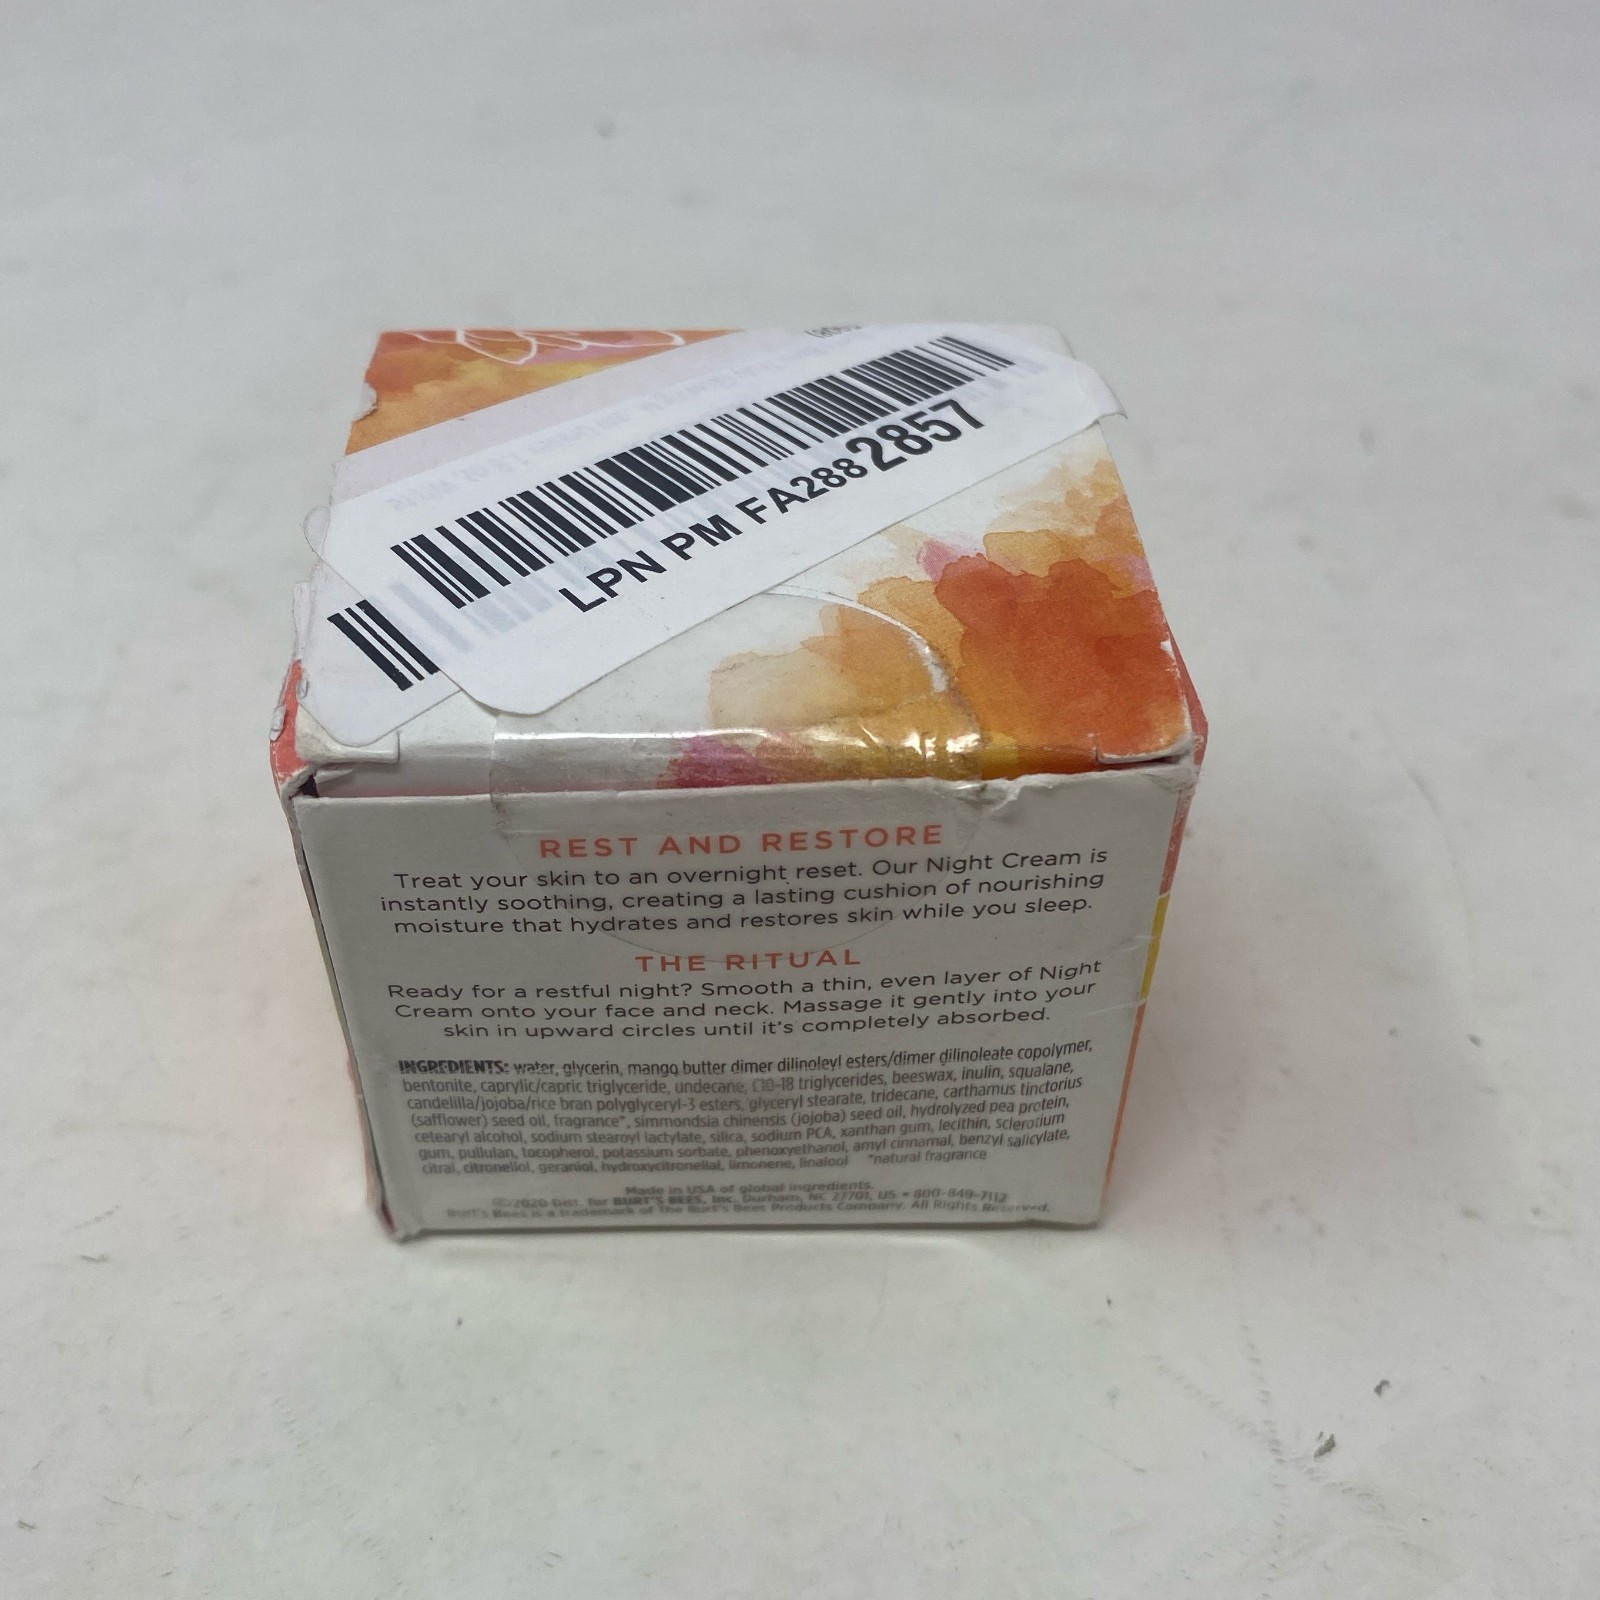 LPN PM FA2882857
REST AND RESTORE
Treat your skin to an overnight reset. Our Night Cream is
instantly soothing, creating a lasting cushion of nourishing
moisture that hydrates and restores skin while you sleep.
THE RITUAL
Ready for a restful night? Smooth a thin, even layer of Night
Cream onto your face and neck. Massage it gently into your
skin in upward circles until it's completely absorbed.
INGREDIENTS: water, glycerin, mango butter dimer dilinoleyl esters/dimer dilinoleate copolymer,
bentonite, caprylic/capric triglyceride, undecane, C10-18 triglycerides, beeswax, inulin, squalane,
candelilla/jojoba/rice bran polyglyceryl-3 esters, glyceryl stearate, tridecane, carthamus tinctorius
(safflower) seed oil, fragrance*, simmondsia chinensis (jojoba) seed oil, hydrolyzed pea protein,
cetearyl alcohol, sodium stearoyl lactylate, silica, sodium PCA, xanthan gum, lecithin, sclerotium
gum, pullulan, tocopherol, potassium sorbate, phenoxyethanol, amyl cinnamal, benzyl salicylate,
citral, citronellol, geraniol, hydroxycitronellal, limonene, linalool *natural fragrance
Made in USA of global ingredients.
©2020 Dist. for BURT'S BEES, Inc. Durham, NC 27701, US • 800-849-7112
Burt's Bees is a trademark of The Burt's Bees Products Company. All Rights Reserved.